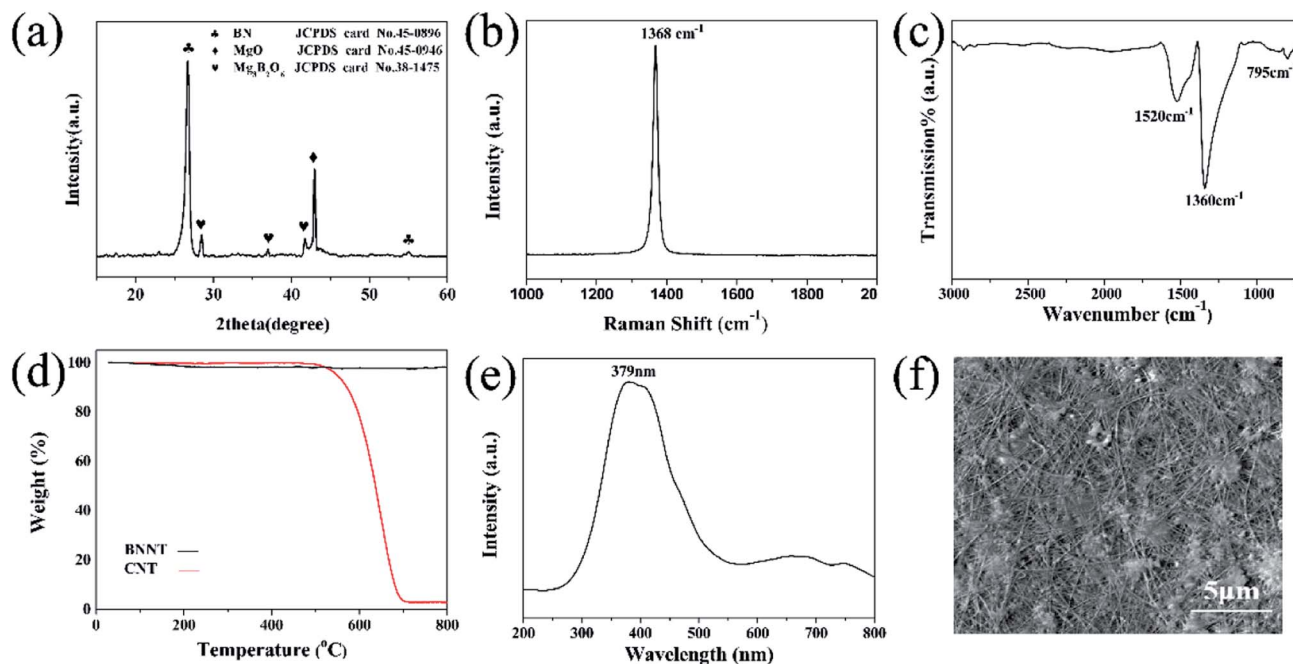 (a)
♣ BN JCPDS card No.45-0896
♦ MgO JCPDS card No.45-0946
♥ Mg3B2O6 JCPDS card No.38-1475
Intensity(a.u.)
20 30 40 50 60
2theta(degree)
(b)
1368 cm-1
Intensity (a.u.)
1000 1200 1400 1600 1800 20
Raman Shift (cm-1)
(c)
795cm-
1520cm-1
1360cm-1
Transmission% (a.u.)
3000 2500 2000 1500 1000
Wavenumber (cm-1)
(d)
100
80
60
40
20
0
BNNT
CNT
Weight (%)
0 200 400 600 800
Temperature (oC)
(e)
379nm
Intensity (a.u.)
200 300 400 500 600 700 800
Wavelength (nm)
(f)
5μm